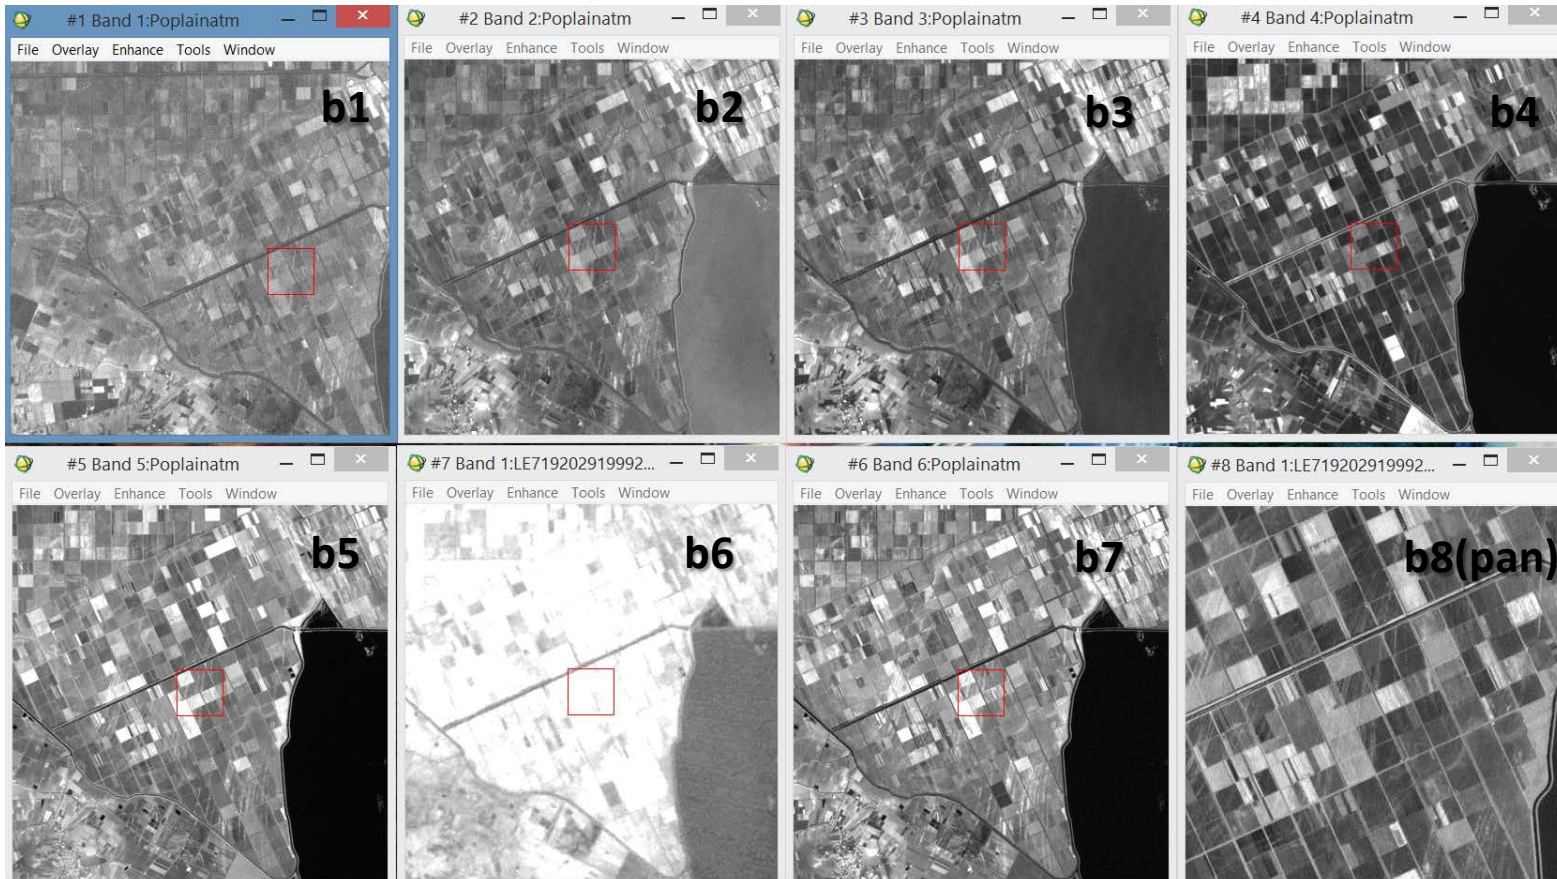 #1 Band 1:Poplainatm
File Overlay Enhance Tools Window
b1
#2 Band 2:Poplainatm
File Overlay Enhance Tools Window
b2
#3 Band 3:Poplainatm
File Overlay Enhance Tools Window
b3
#4 Band 4:Poplainatm
File Overlay Enhance Tools Window
b4
#5 Band 5:Poplainatm
File Overlay Enhance Tools Window
b5
#7 Band 1:LE719202919992...
File Overlay Enhance Tools Window
b6
#6 Band 6:Poplainatm
File Overlay Enhance Tools Window
b7
#8 Band 1:LE719202919992...
File Overlay Enhance Tools Window
b8(pan)